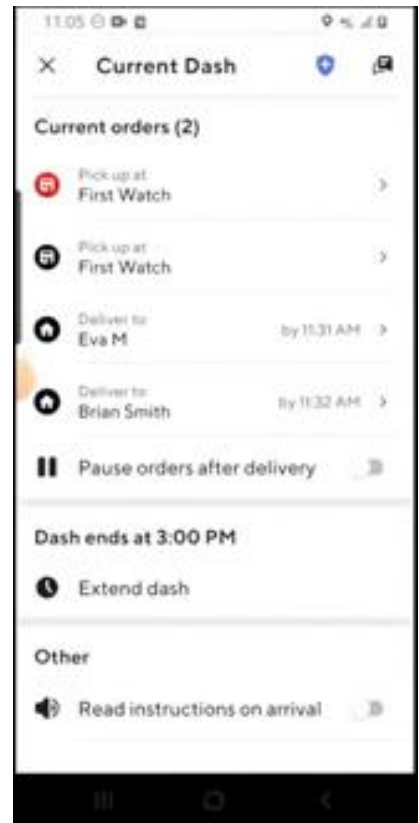 11.05
Current Dash
Current orders (2)
Pick up at
First Watch
Pick up at
First Watch
Deliver to
Eva M
by 11:31 AM
Deliver to
Brian Smith
by 11:32 AM
Pause orders after delivery
Dash ends at 3:00 PM
Extend dash
Other
Read instructions on arrival